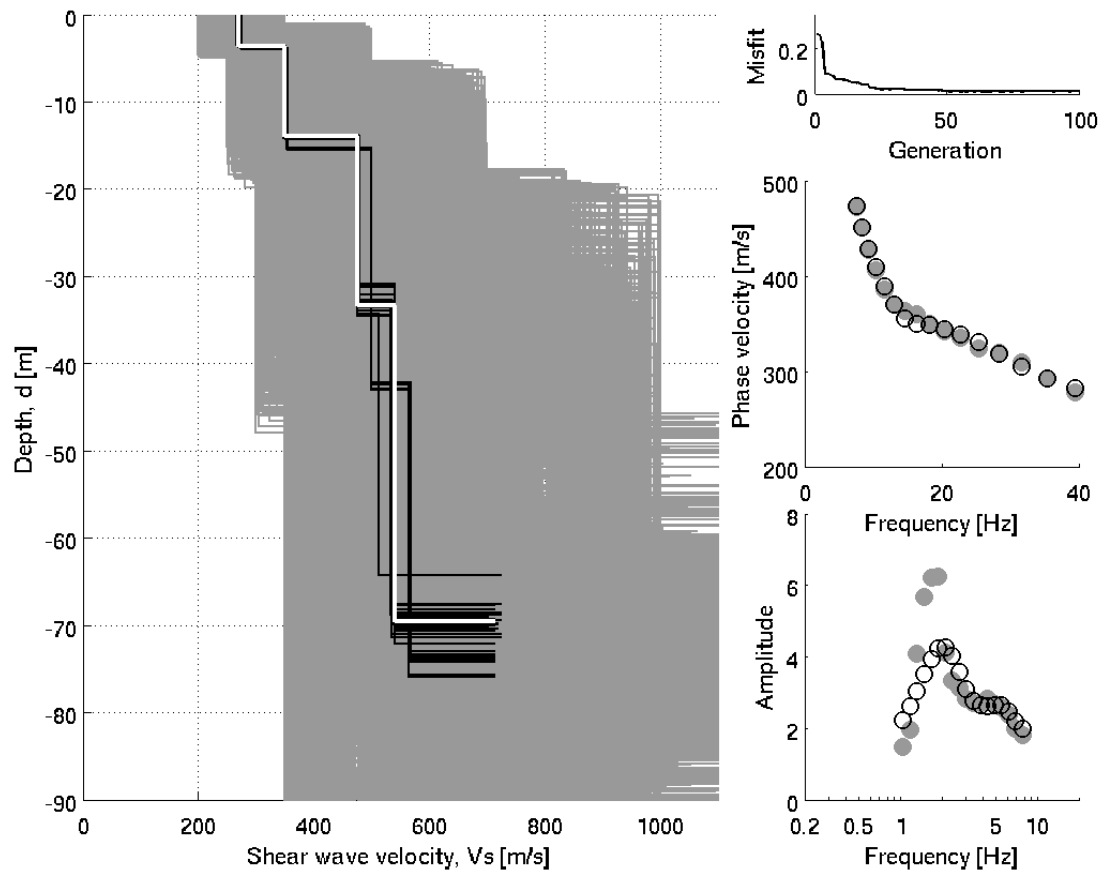 0
-10
-20
-30
-40
-50
-60
-70
-80
-90
Depth, d [m]
0 200 400 600 800 1000
Shear wave velocity, Vs [m/s]
Misfit
0.2
0
0 50 100
Generation
Phase velocity [m/s]
500
400
300
200
0 20 40
Frequency [Hz]
Amplitude
8
6
4
2
0
0.2 0.5 1 5 10
Frequency [Hz]